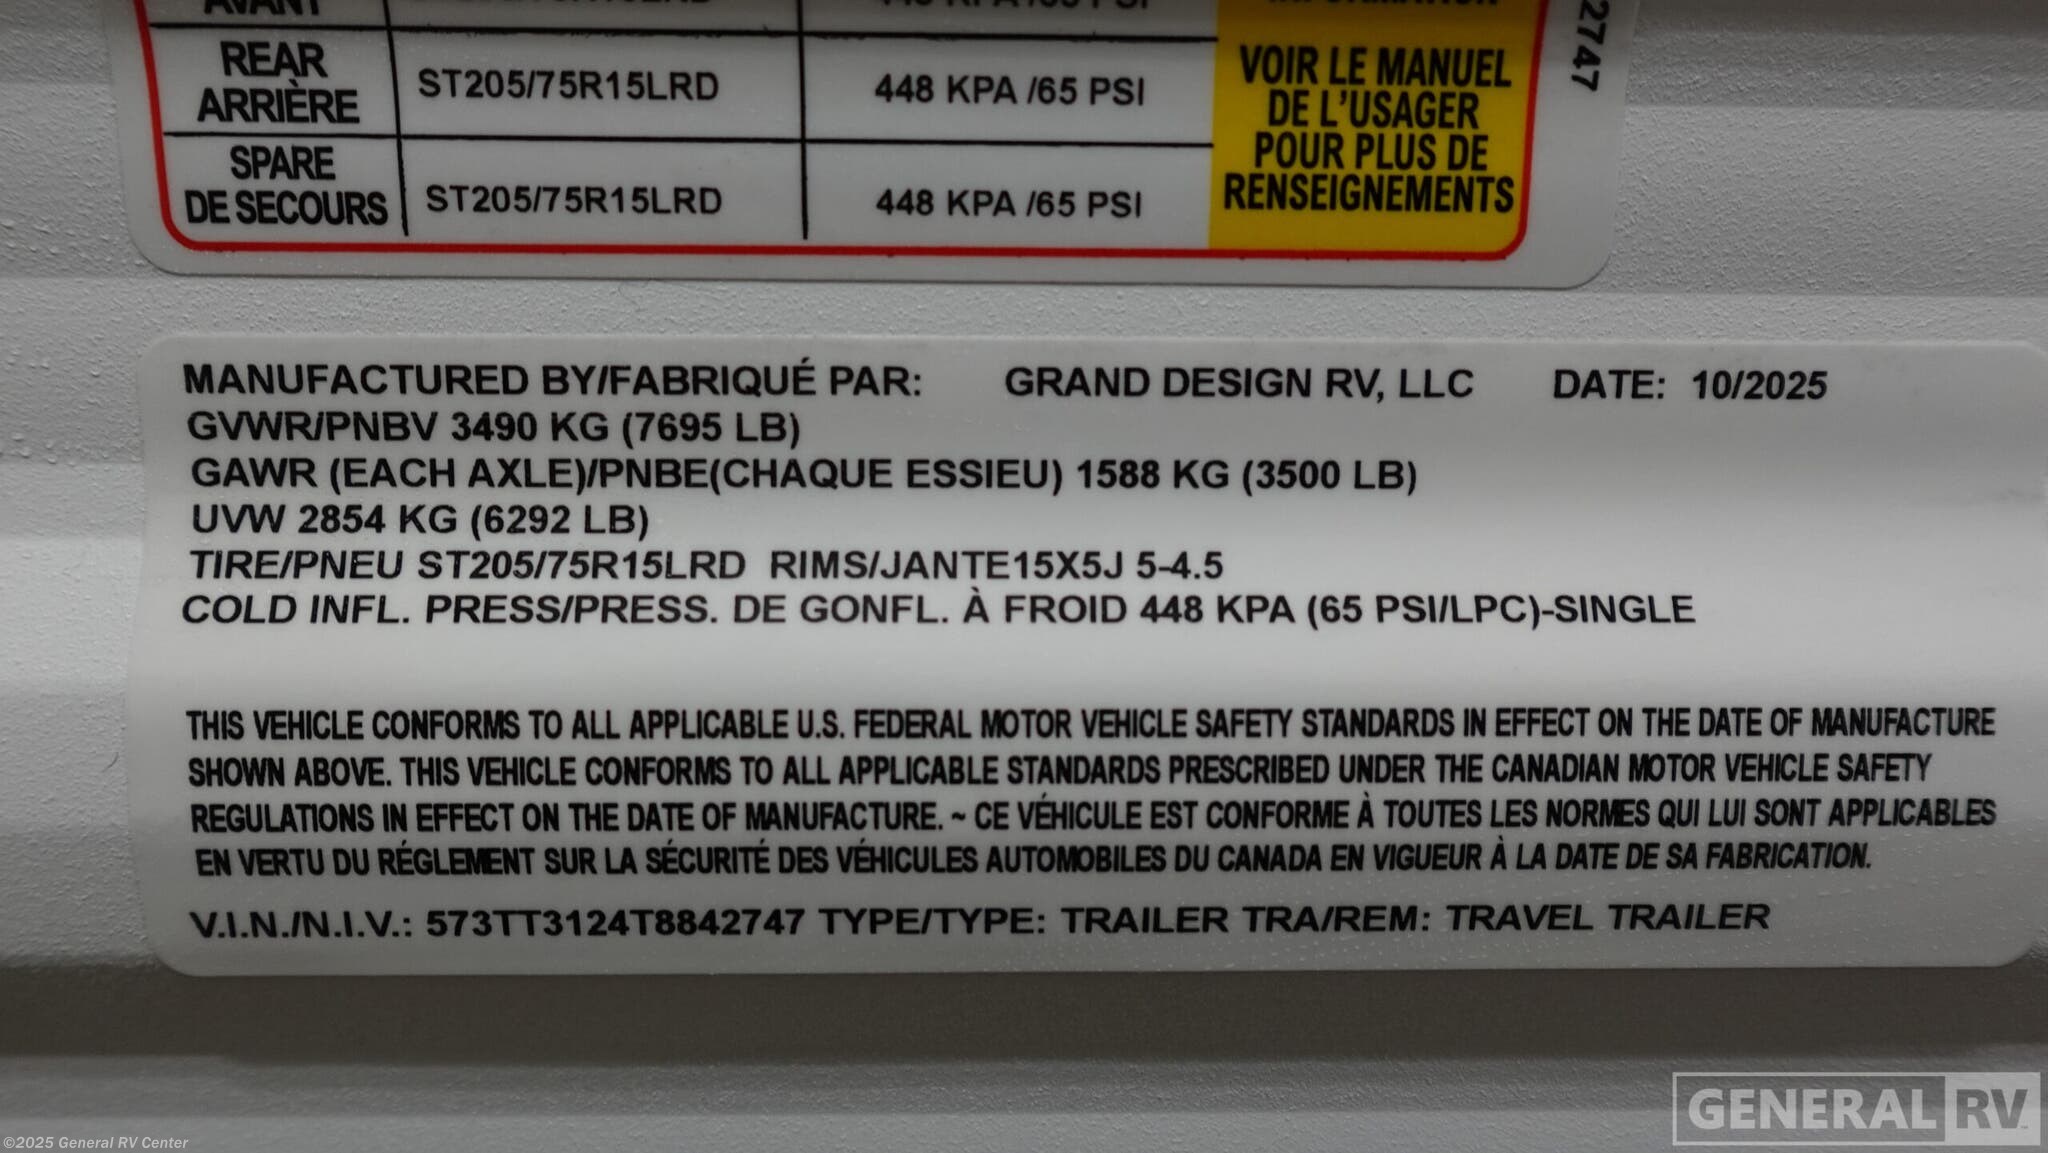 AVANT
REAR
ARRIÈRE
ST205/75R15LRD
448 KPA /65 PSI
SPARE
DE SECOURS
ST205/75R15LRD
448 KPA /65 PSI
VOIR LE MANUEL
DE L'USAGER
POUR PLUS DE
RENSEIGNEMENTS
2747
MANUFACTURED BY/FABRIQUÉ PAR: GRAND DESIGN RV, LLC DATE: 10/2025
GVWR/PNBV 3490 KG (7695 LB)
GAWR (EACH AXLE)/PNBE(CHAQUE ESSIEU) 1588 KG (3500 LB)
UVW 2854 KG (6292 LB)
TIRE/PNEU ST205/75R15LRD RIMS/JANTE15X5J 5-4.5
COLD INFL. PRESS/PRESS. DE GONFL. À FROID 448 KPA (65 PSI/LPC)-SINGLE
THIS VEHICLE CONFORMS TO ALL APPLICABLE U.S. FEDERAL MOTOR VEHICLE SAFETY STANDARDS IN EFFECT ON THE DATE OF MANUFACTURE
SHOWN ABOVE. THIS VEHICLE CONFORMS TO ALL APPLICABLE STANDARDS PRESCRIBED UNDER THE CANADIAN MOTOR VEHICLE SAFETY
REGULATIONS IN EFFECT ON THE DATE OF MANUFACTURE. ~ CE VÉHICULE EST CONFORME À TOUTES LES NORMES QUI LUI SONT APPLICABLES
EN VERTU DU RÉGLEMENT SUR LA SÉCURITÉ DES VÉHICULES AUTOMOBILES DU CANADA EN VIGUEUR À LA DATE DE SA FABRICATION.
V.I.N./N.I.V.: 573TT3124T8842747 TYPE/TYPE: TRAILER TRA/REM: TRAVEL TRAILER
GENERAL RV
©2025 General RV Center